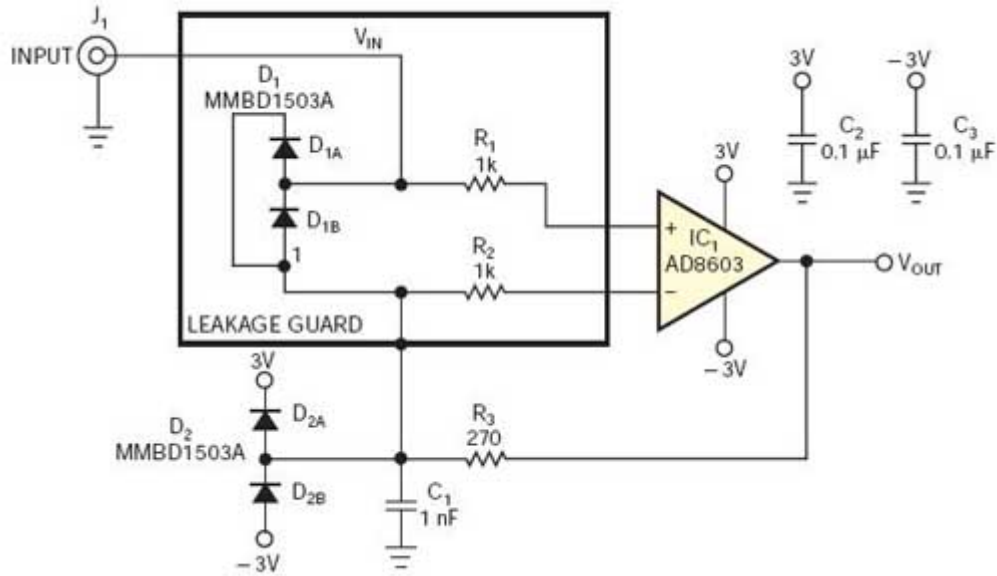 J1
INPUT
VIN
D1
MMBD1503A
D1A
D1B
1
R1
1k
R2
1k
LEAKAGE GUARD
3V
+
IC1
AD8603
−
−3V
VOUT
3V
C2
0.1 µF
−3V
C3
0.1 µF
3V
D2
MMBD1503A
D2A
D2B
−3V
R3
270
C1
1 nF